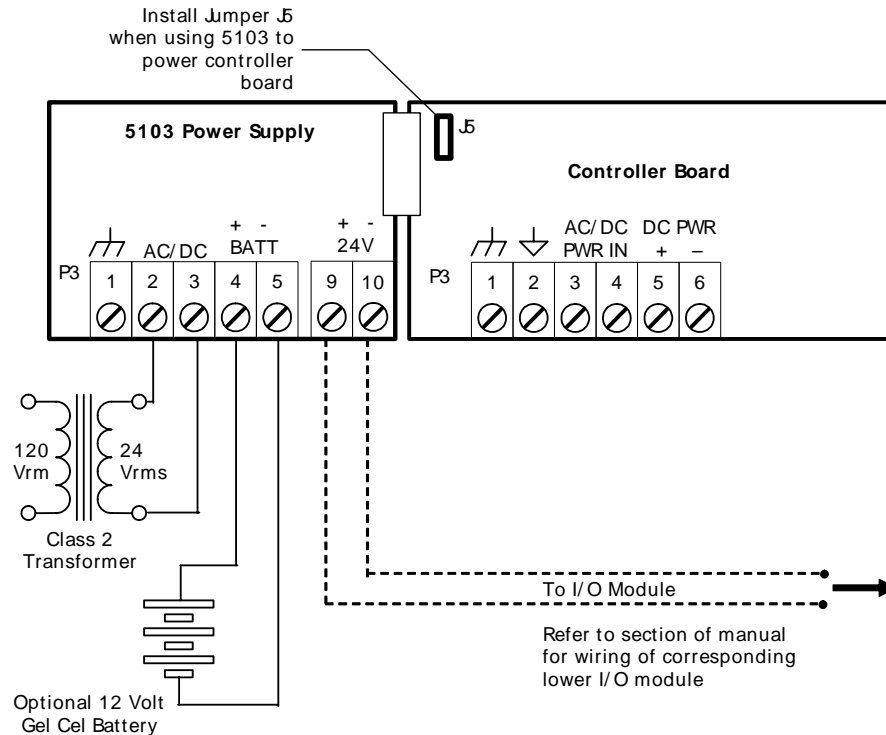 Install Jumper J5
when using 5103 to
power controller
board
5103 Power Supply
J5
Controller Board
+ -
AC/DC BATT
+ -
24V
P3 1 2 3 4 5 9 10
AC/DC DC PWR
PWR IN + –
P3 1 2 3 4 5 6
120
Vrm
24
Vrms
Class 2
Transformer
To I/O Module
Refer to section of manual
for wiring of corresponding
lower I/O module
Optional 12 Volt
Gel Cel Battery